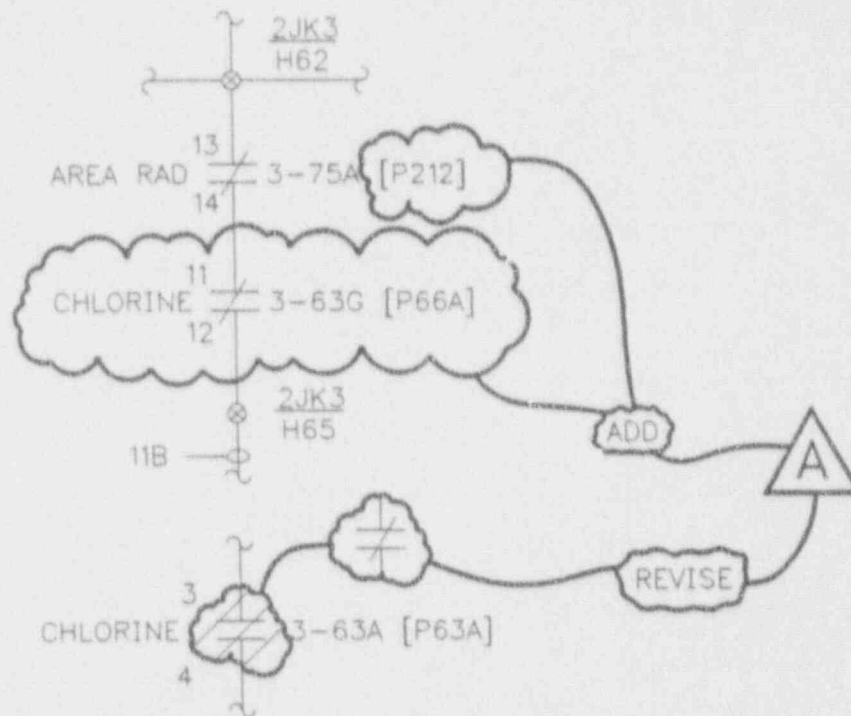 2JK3
H62
13
AREA RAD 3-75A [P212]
14
11
CHLORINE 3-63G [P66A]
12
2JK3
H65
ADD
11B
A
REVISE
3
CHLORINE 3-63A [P63A]
4